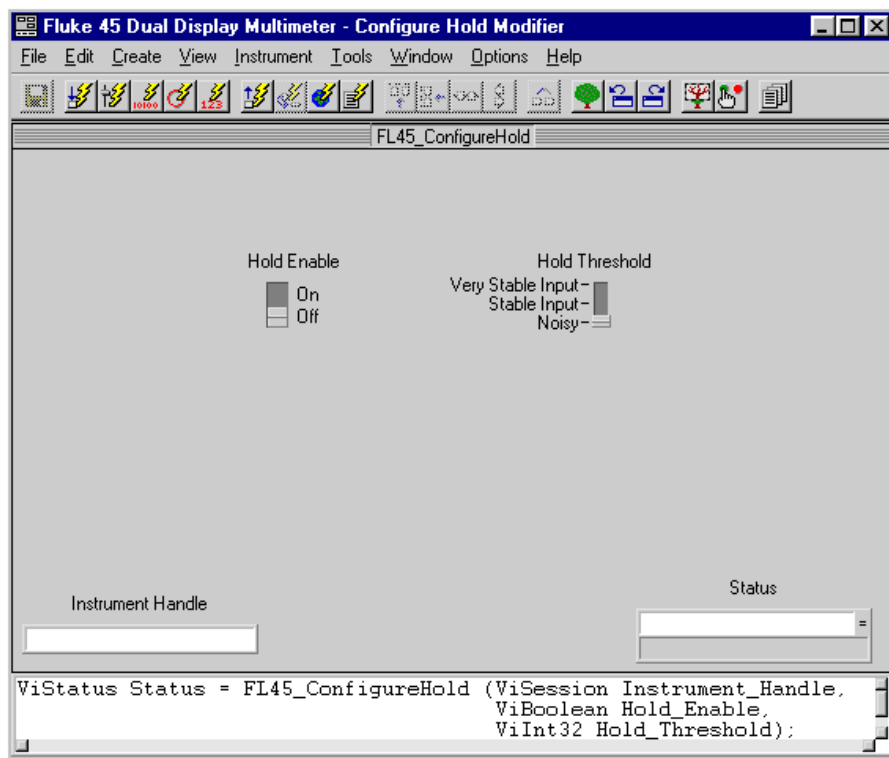 Fluke 45 Dual Display Multimeter - Configure Hold Modifier
File Edit Create View Instrument Tools Window Options Help
10100 123
FL45_ConfigureHold
Hold Enable
On
Off
Hold Threshold
Very Stable Input
Stable Input
Noisy
Instrument Handle
Status
=
ViStatus Status = FL45_ConfigureHold (ViSession Instrument_Handle,
ViBoolean Hold_Enable,
ViInt32 Hold_Threshold);